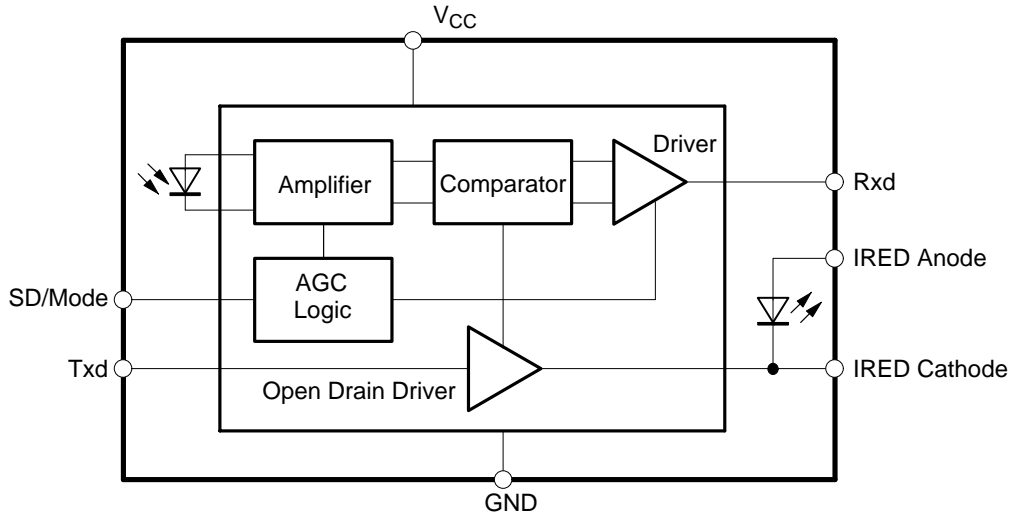 VCC
Driver
Amplifier
Comparator
Rxd
IRED Anode
AGC
Logic
SD/Mode
Txd
Open Drain Driver
IRED Cathode
GND